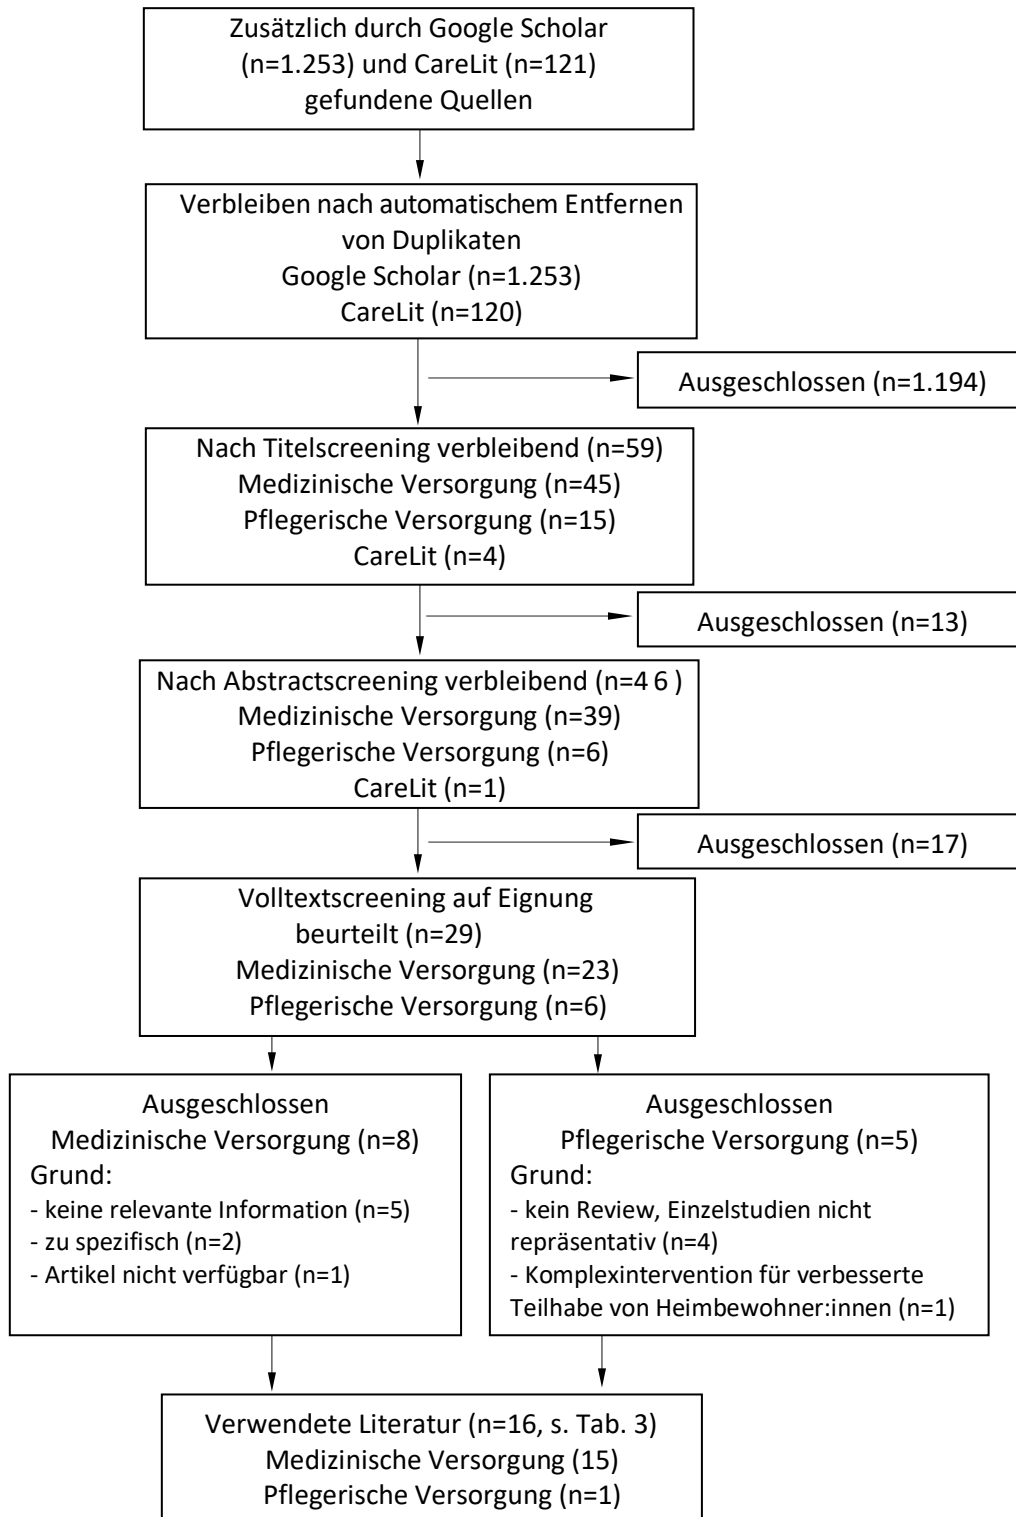 Zusätzlich durch Google Scholar
(n=1.253) und CareLit (n=121)
gefundene Quellen
Verbleiben nach automatischem Entfernen
von Duplikaten
Google Scholar (n=1.253)
CareLit (n=120)
Ausgeschlossen (n=1.194)
Nach Titelscreening verbleibend (n=59)
Medizinische Versorgung (n=45)
Pflegerische Versorgung (n=15)
CareLit (n=4)
Ausgeschlossen (n=13)
Nach Abstractscreening verbleibend (n=4 6 )
Medizinische Versorgung (n=39)
Pflegerische Versorgung (n=6)
CareLit (n=1)
Ausgeschlossen (n=17)
Volltextscreening auf Eignung
beurteilt (n=29)
Medizinische Versorgung (n=23)
Pflegerische Versorgung (n=6)
Ausgeschlossen
Medizinische Versorgung (n=8)
Grund:
- keine relevante Information (n=5)
- zu spezifisch (n=2)
- Artikel nicht verfügbar (n=1)
Ausgeschlossen
Pflegerische Versorgung (n=5)
Grund:
- kein Review, Einzelstudien nicht
repräsentativ (n=4)
- Komplexintervention für verbesserte
Teilhabe von Heimbewohner:innen (n=1)
Verwendete Literatur (n=16, s. Tab. 3)
Medizinische Versorgung (15)
Pflegerische Versorgung (n=1)